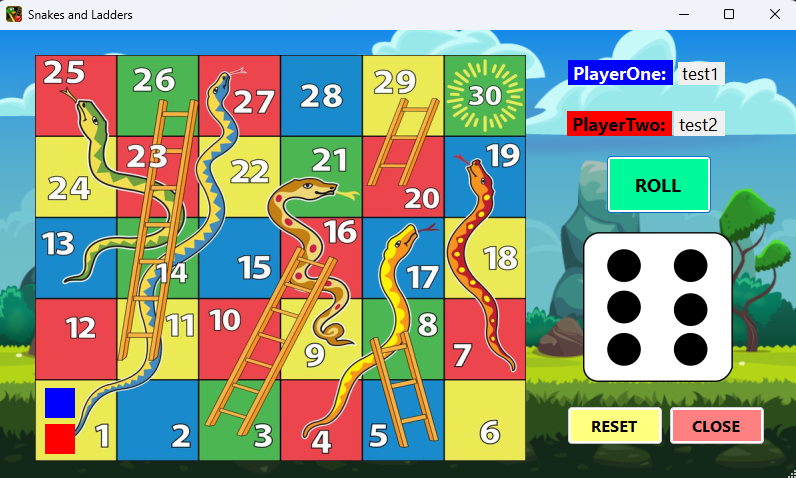 Snakes and Ladders
25 26 27 28 29 30
24 23 22 21 20 19
13 14 15 16 17 18
12 11 10 9 8 7
1 2 3 4 5 6
PlayerOne: test1
PlayerTwo: test2
ROLL
RESET CLOSE